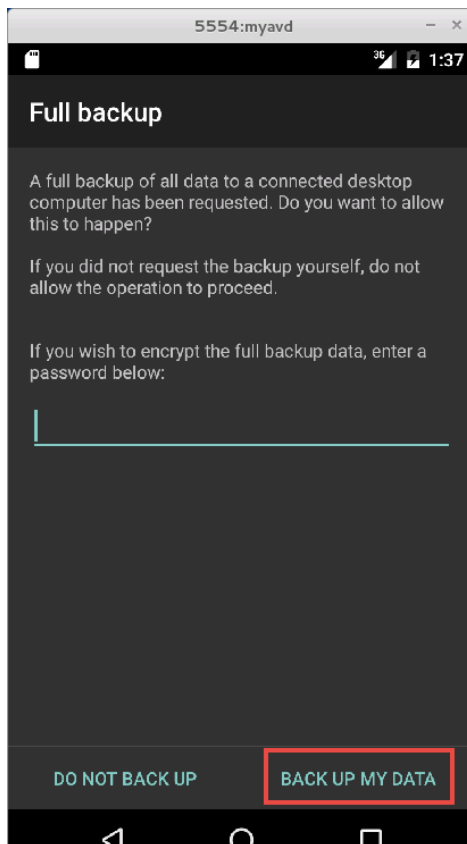 5554:myavd
3G 1:37
Full backup
A full backup of all data to a connected desktop
computer has been requested. Do you want to allow
this to happen?
If you did not request the backup yourself, do not
allow the operation to proceed.
If you wish to encrypt the full backup data, enter a
password below:
DO NOT BACK UP BACK UP MY DATA